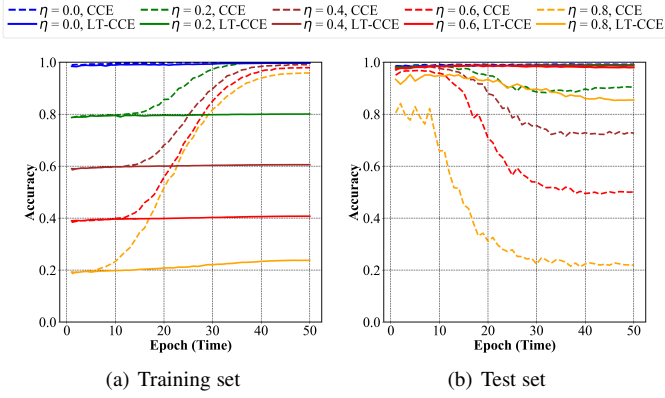 η = 0.0, CCE η = 0.2, CCE η = 0.4, CCE η = 0.6, CCE η = 0.8, CCE
η = 0.0, LT-CCE η = 0.2, LT-CCE η = 0.4, LT-CCE η = 0.6, LT-CCE η = 0.8, LT-CCE
Accuracy
1.0
0.8
0.6
0.4
0.2
0.0
0 10 20 30 40 50
Epoch (Time)
(a) Training set
Accuracy
1.0
0.8
0.6
0.4
0.2
0.0
0 10 20 30 40 50
Epoch (Time)
(b) Test set